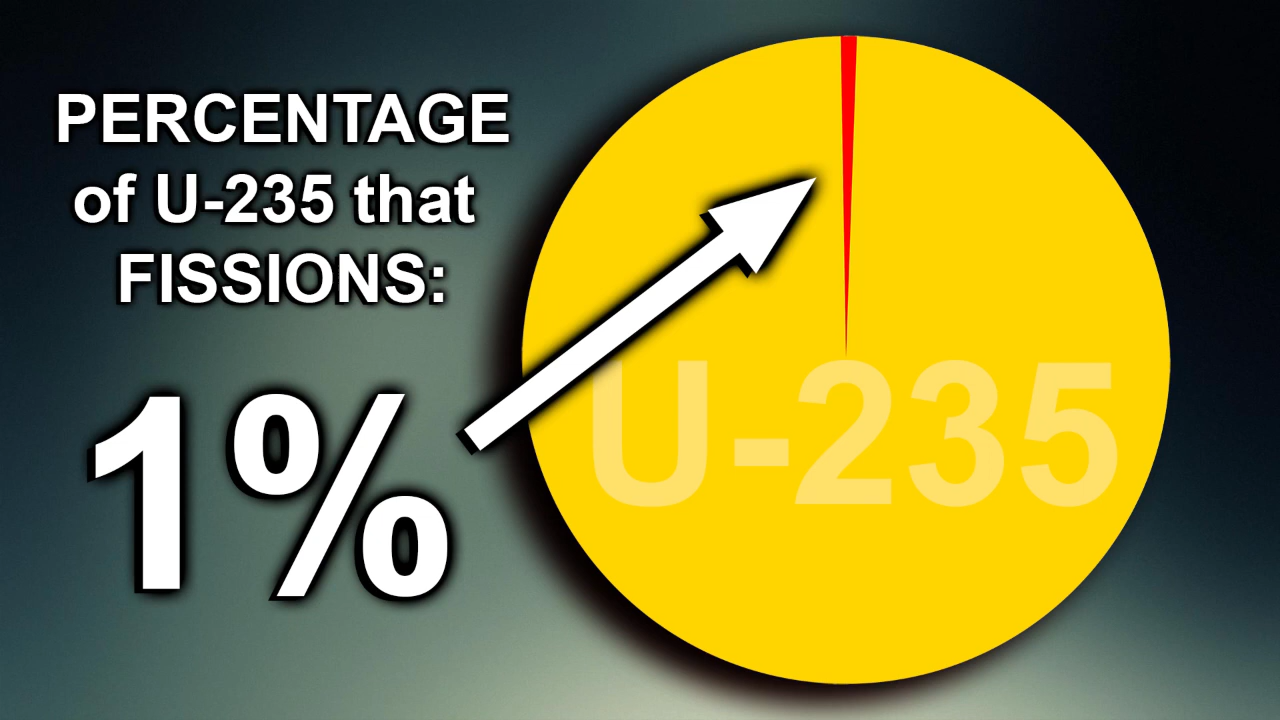 PERCENTAGE
of U-235 that
FISSIONS:
1%
U-235